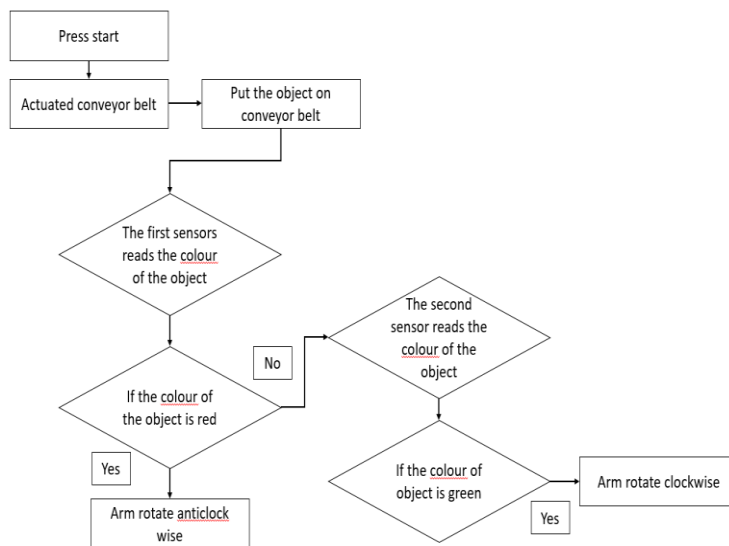 Press start
Actuated conveyor belt
Put the object on
conveyor belt
The first sensors
reads the colour
of the object
If the colour of
the object is red
No
Yes
Arm rotate anticlock
wise
The second
sensor reads the
colour of the
object
If the colour of
object is green
Yes
Arm rotate clockwise